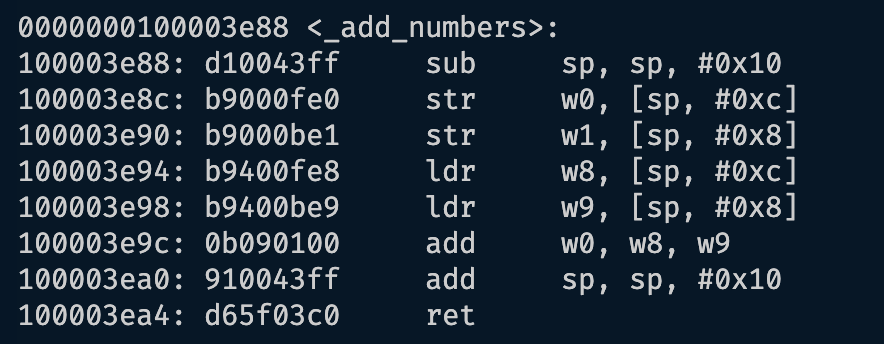 0000000100003e88 <_add_numbers>:
100003e88: d10043ff     sub     sp, sp, #0x10
100003e8c: b9000fe0     str     w0, [sp, #0xc]
100003e90: b9000be1     str     w1, [sp, #0x8]
100003e94: b9400fe8     ldr     w8, [sp, #0xc]
100003e98: b9400be9     ldr     w9, [sp, #0x8]
100003e9c: 0b090100     add     w0, w8, w9
100003ea0: 910043ff     add     sp, sp, #0x10
100003ea4: d65f03c0     ret